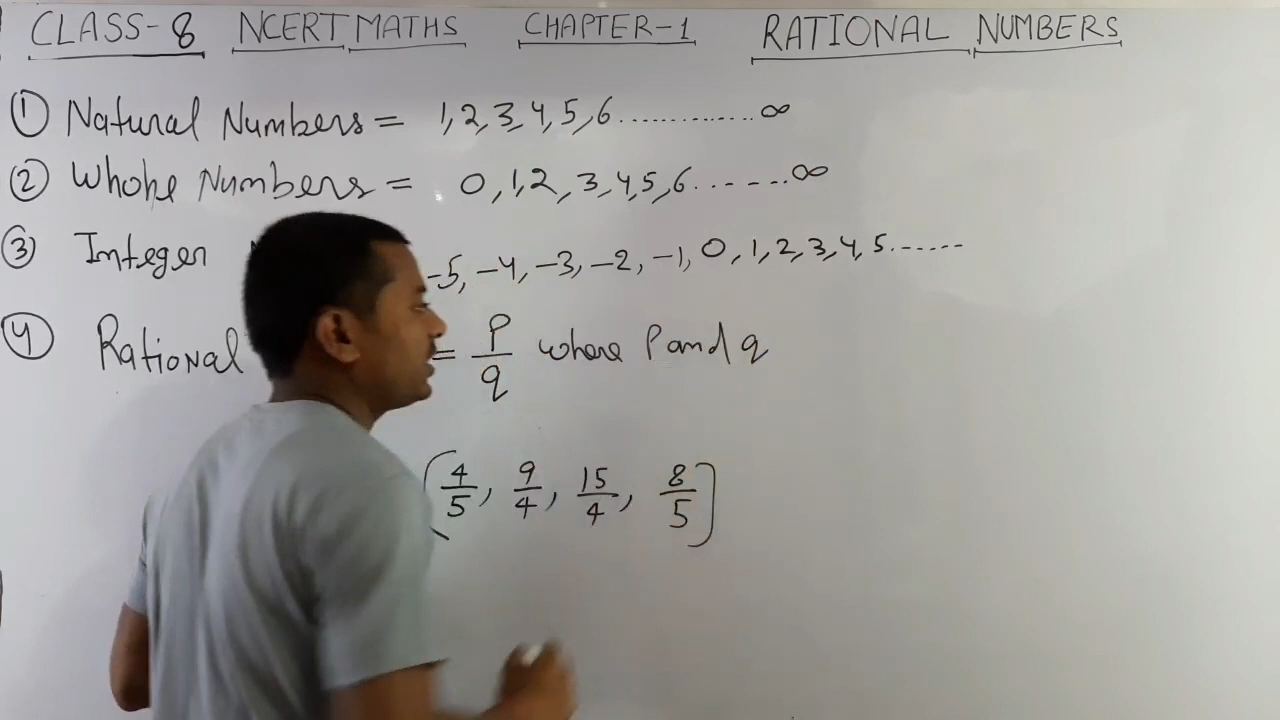 CLASS-8 NCERT MATHS CHAPTER-1 RATIONAL NUMBERS
① Natural Numbers = 1,2,3,4,5,6.............∞
② Whole Numbers = 0,1,2,3,4,5,6.......∞
③ Integer -5,-4,-3,-2,-1,0,1,2,3,4,5.......
④ Rational = P/q where P and q
[4/5, 9/4, 15/4, 8/5]